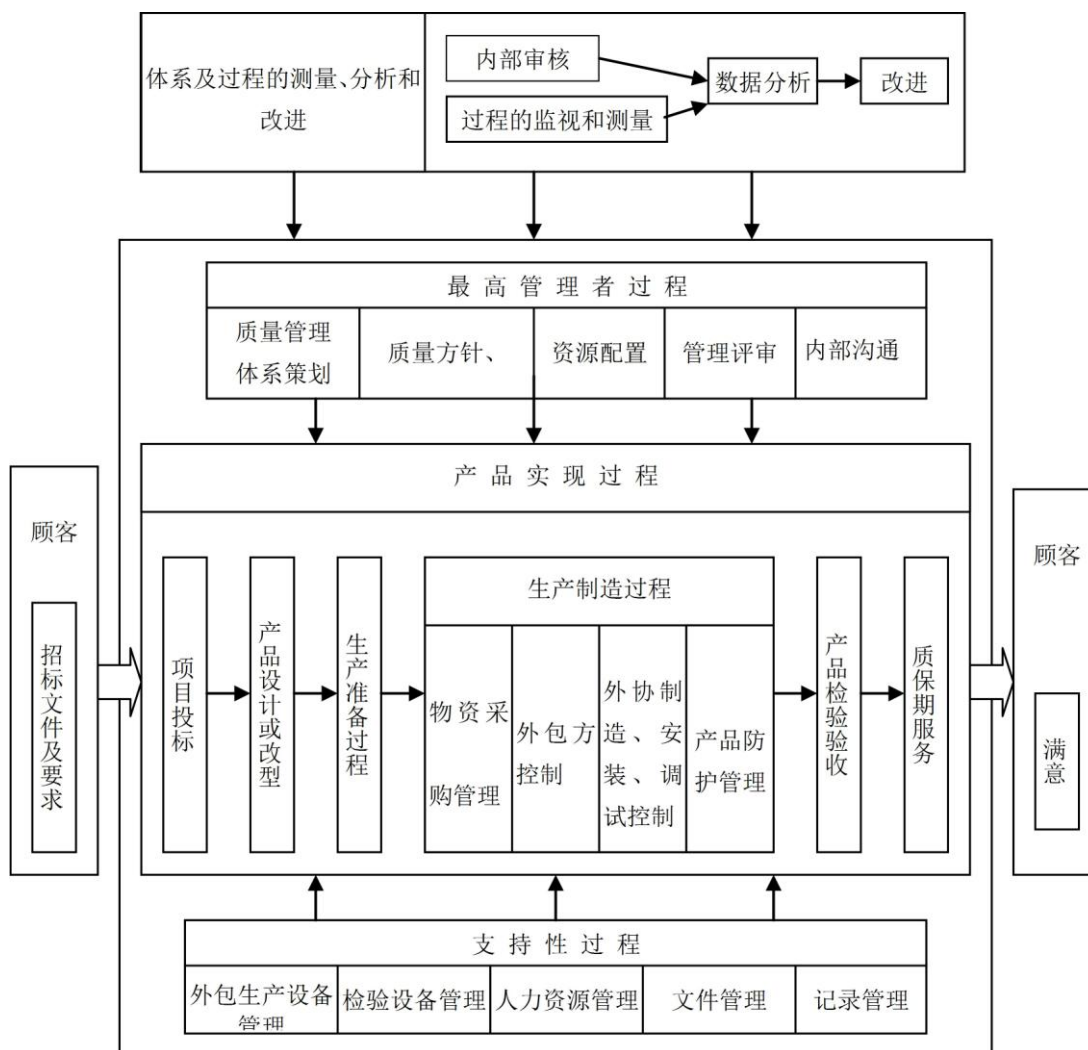 体系及过程的测量、分析和
改进
内部审核
过程的监视和测量
数据分析
改进
最高管理者过程
质量管理
体系策划
质量方针、
资源配置
管理评审
内部沟通
产品实现过程
顾客
招标文件及要求
项目投标
产品设计或改型
生产准备过程
生产制造过程
物资采
购管理
外包方
控制
外协制
造、安
装、调
试控制
产品防
护管理
产品检验验收
质保期服务
顾客
满意
支持性过程
外包生产设备
管理
检验设备管理
人力资源管理
文件管理
记录管理